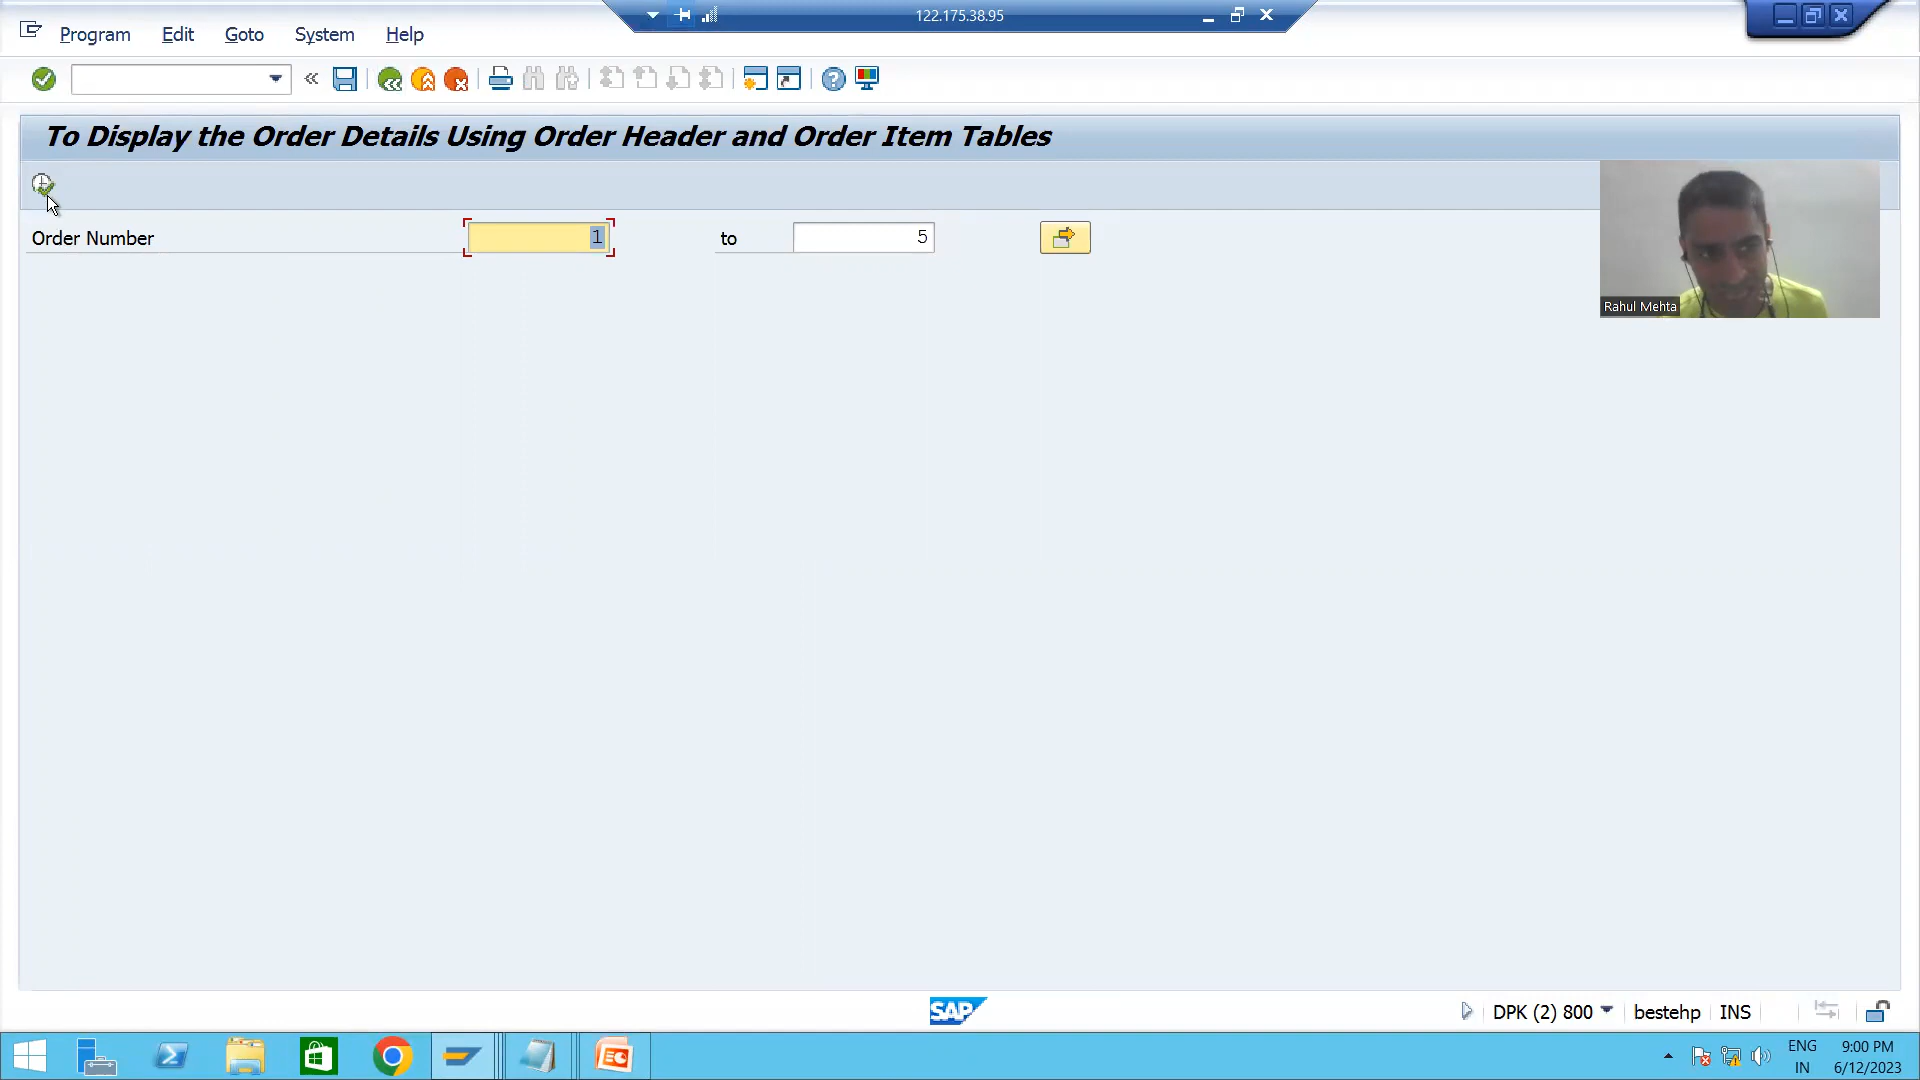 122.175.38.95
Program Edit Goto System Help
To Display the Order Details Using Order Header and Order Item Tables
Order Number 1 to 5
Rahul Mehta
SAP DPK (2) 800 bestehp INS
ENG 9:00 PM
IN 6/12/2023